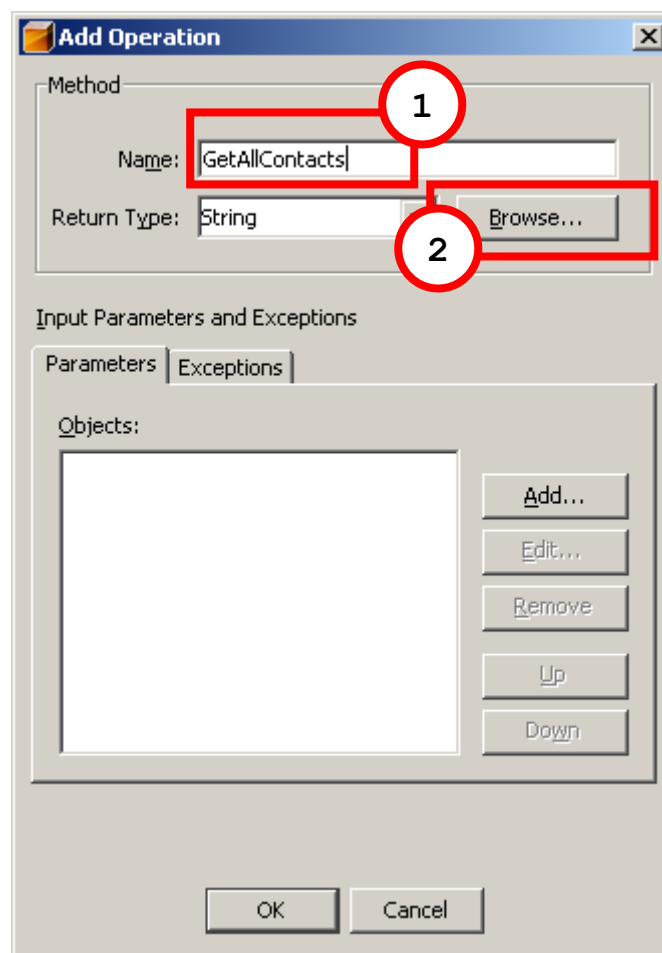 Add Operation
Method
1
Name: GetAllContacts
Return Type: String Browse...
2
Input Parameters and Exceptions
Parameters Exceptions
Objects:
Add...
Edit...
Remove
Up
Down
OK Cancel